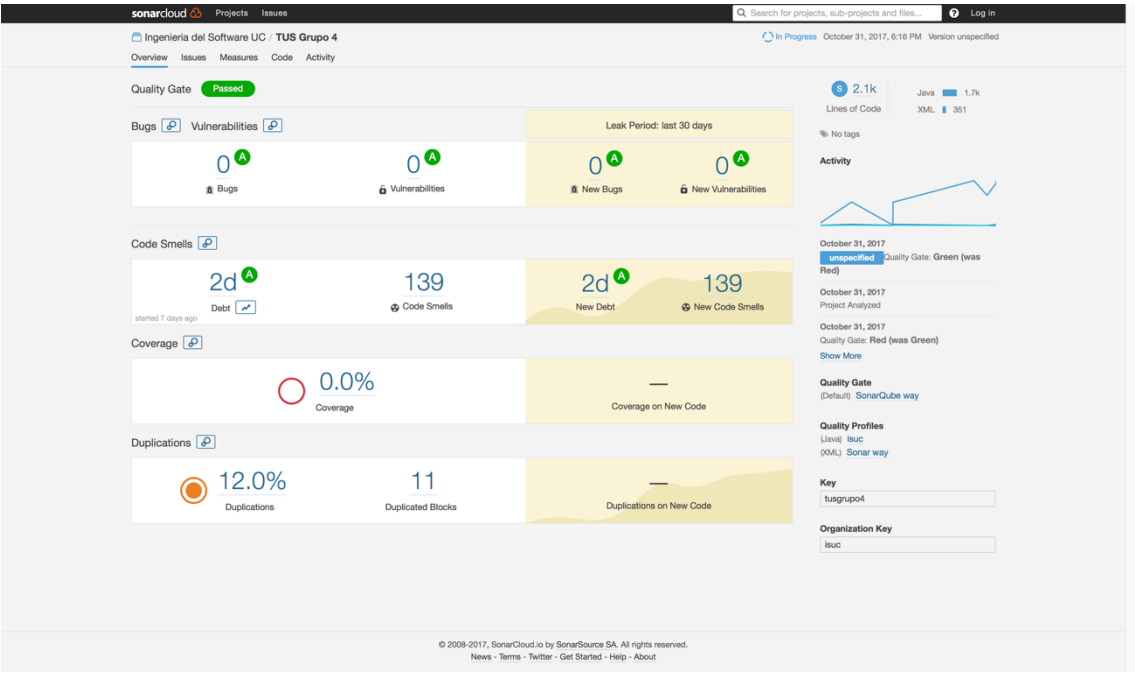 sonarcloud Projects Issues Search for projects, sub-projects and files... ? Log in
Ingenieria del Software UC / TUS Grupo 4
In Progress October 31, 2017, 6:16 PM Version unspecified
Overview Issues Measures Code Activity
Quality Gate Passed
Bugs Vulnerabilities
Leak Period: last 30 days
0 A
Bugs
0 A
Vulnerabilities
0 A
New Bugs
0 A
New Vulnerabilities
Code Smells
2d A
Debt
started 7 days ago
139
Code Smells
2d A
New Debt
139
New Code Smells
Coverage
0.0%
Coverage
—
Coverage on New Code
Duplications
12.0%
Duplications
11
Duplicated Blocks
—
Duplications on New Code
S 2.1k
Lines of Code
Java 1.7k
XML 351
No tags
Activity
October 31, 2017
unspecified Quality Gate: Green (was
Red)
October 31, 2017
Project Analyzed
October 31, 2017
Quality Gate: Red (was Green)
Show More
Quality Gate
(Default) SonarQube way
Quality Profiles
(Java) isuc
(XML) Sonar way
Key
tusgrupo4
Organization Key
isuc
© 2008-2017, SonarCloud.io by SonarSource SA. All rights reserved.
News - Terms - Twitter - Get Started - Help - About